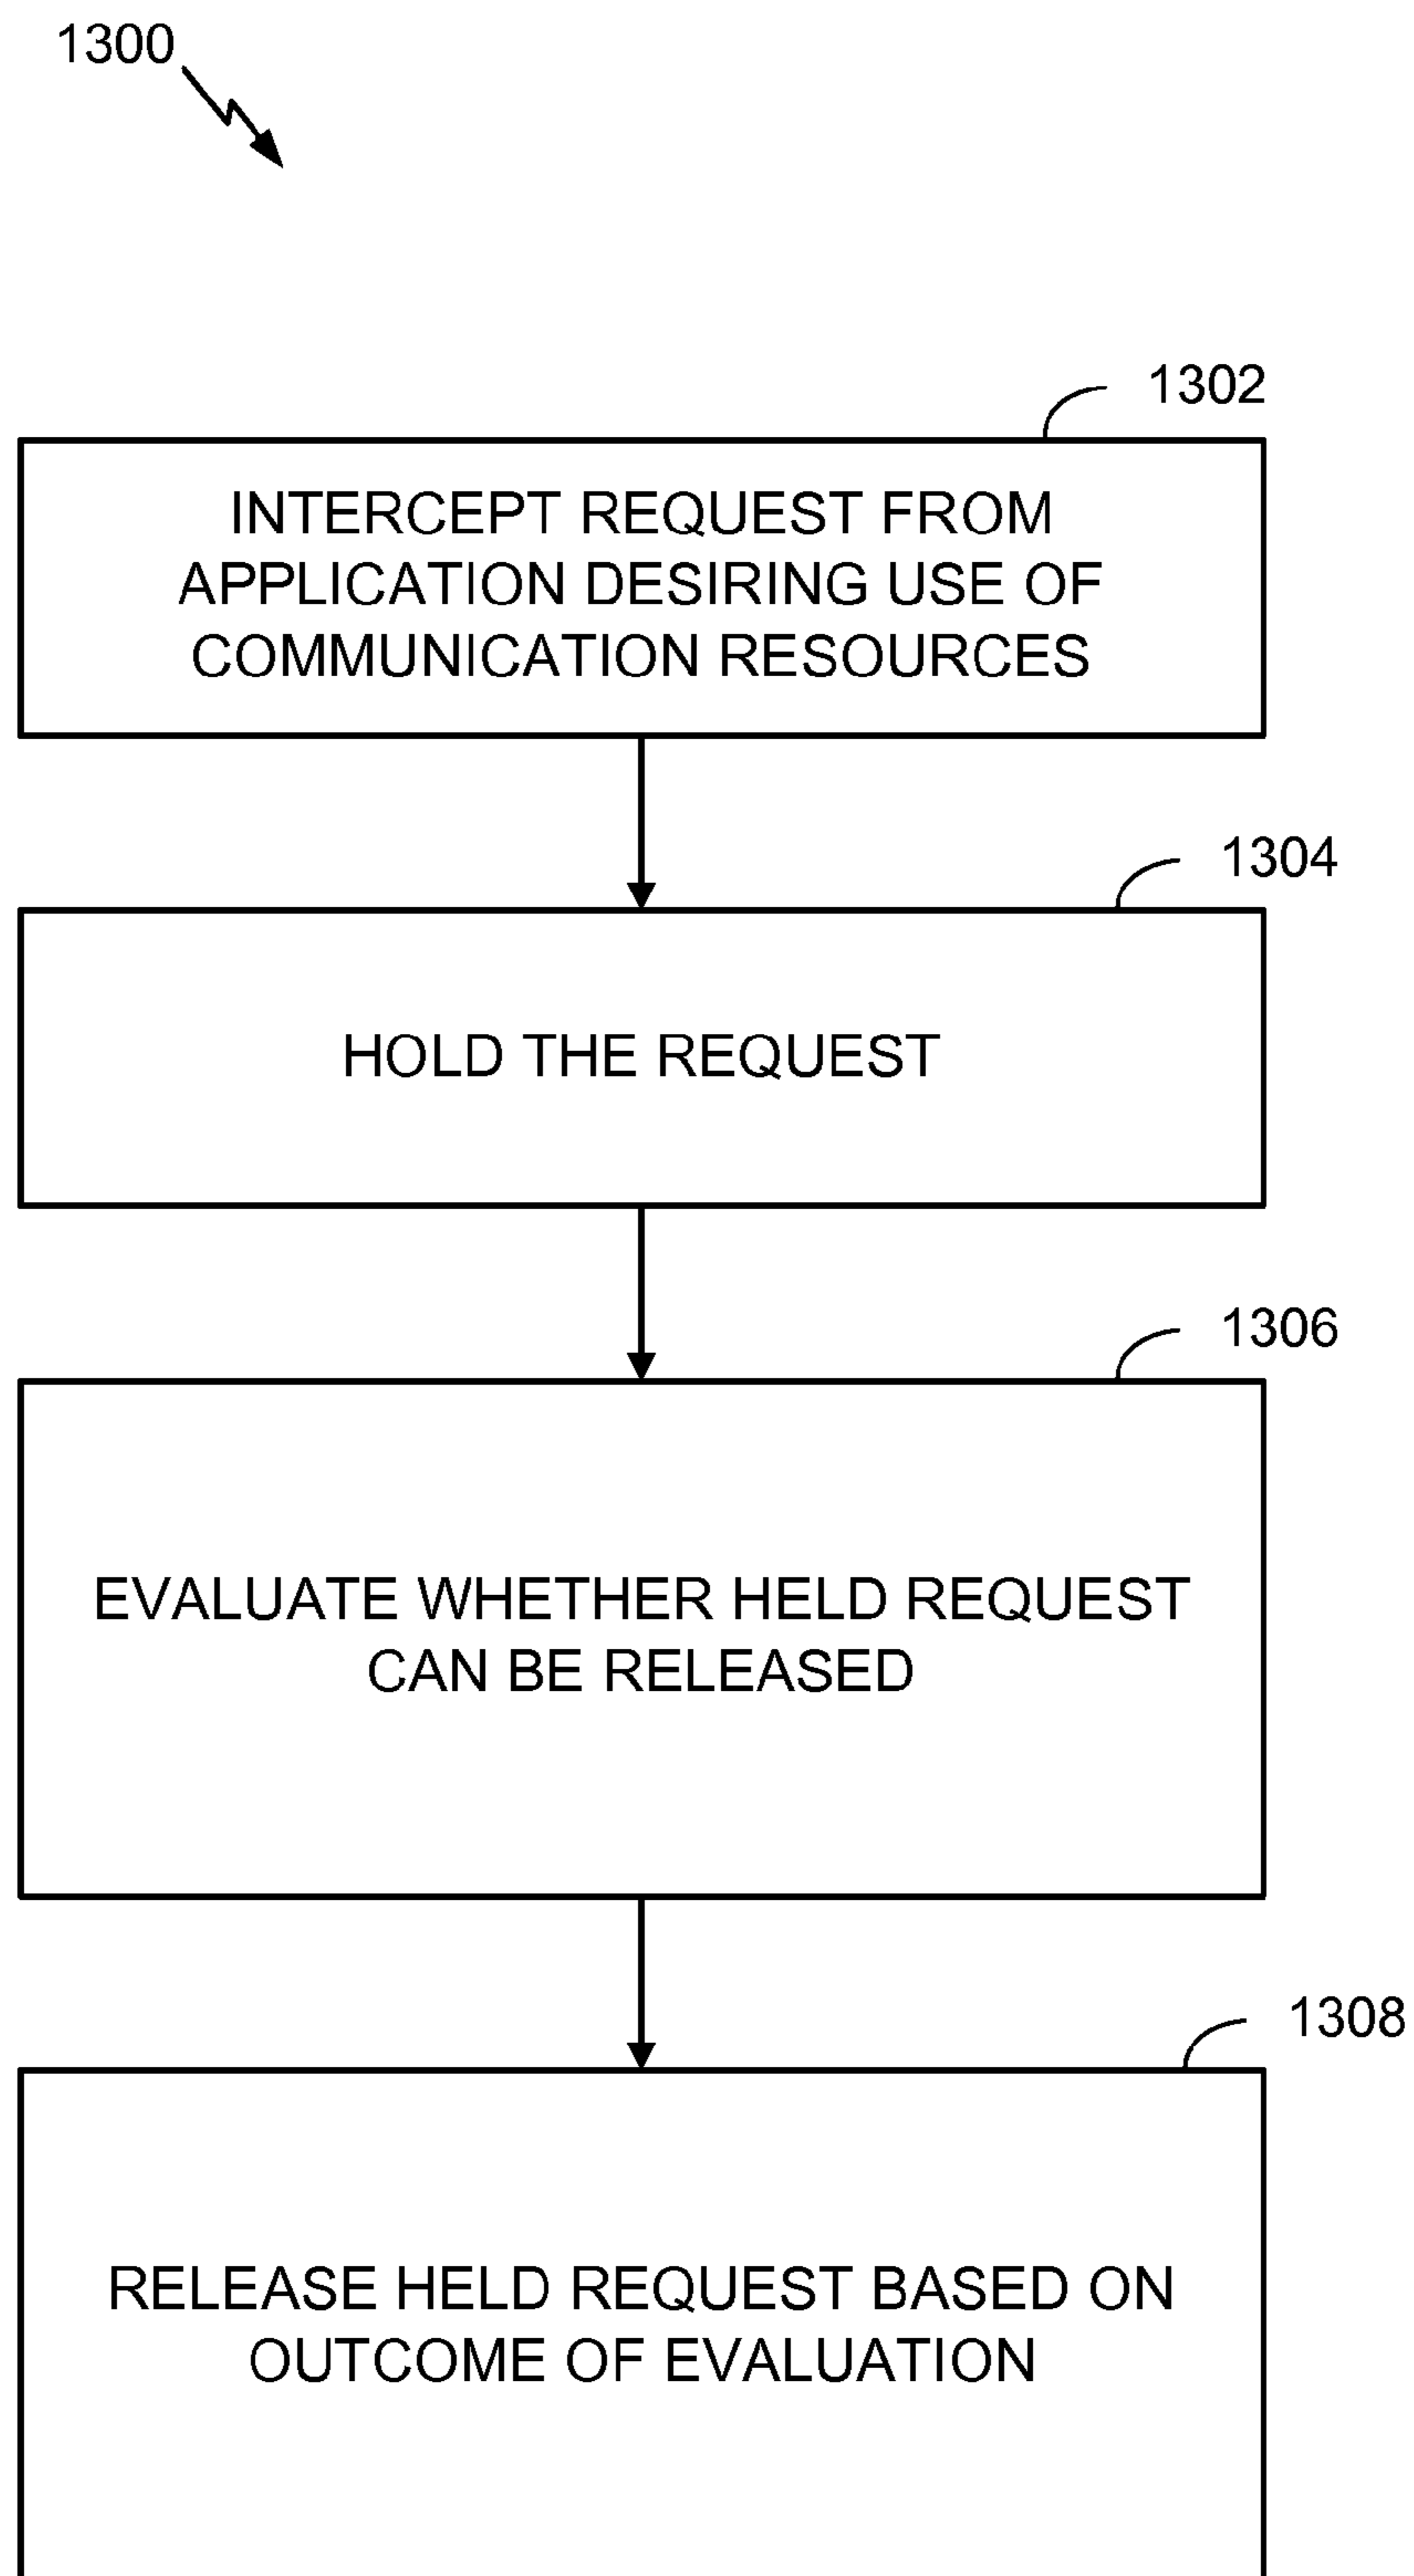 1300
1302
INTERCEPT REQUEST FROM
APPLICATION DESIRING USE OF
COMMUNICATION RESOURCES
1304
HOLD THE REQUEST
1306
EVALUATE WHETHER HELD REQUEST
CAN BE RELEASED
1308
RELEASE HELD REQUEST BASED ON
OUTCOME OF EVALUATION